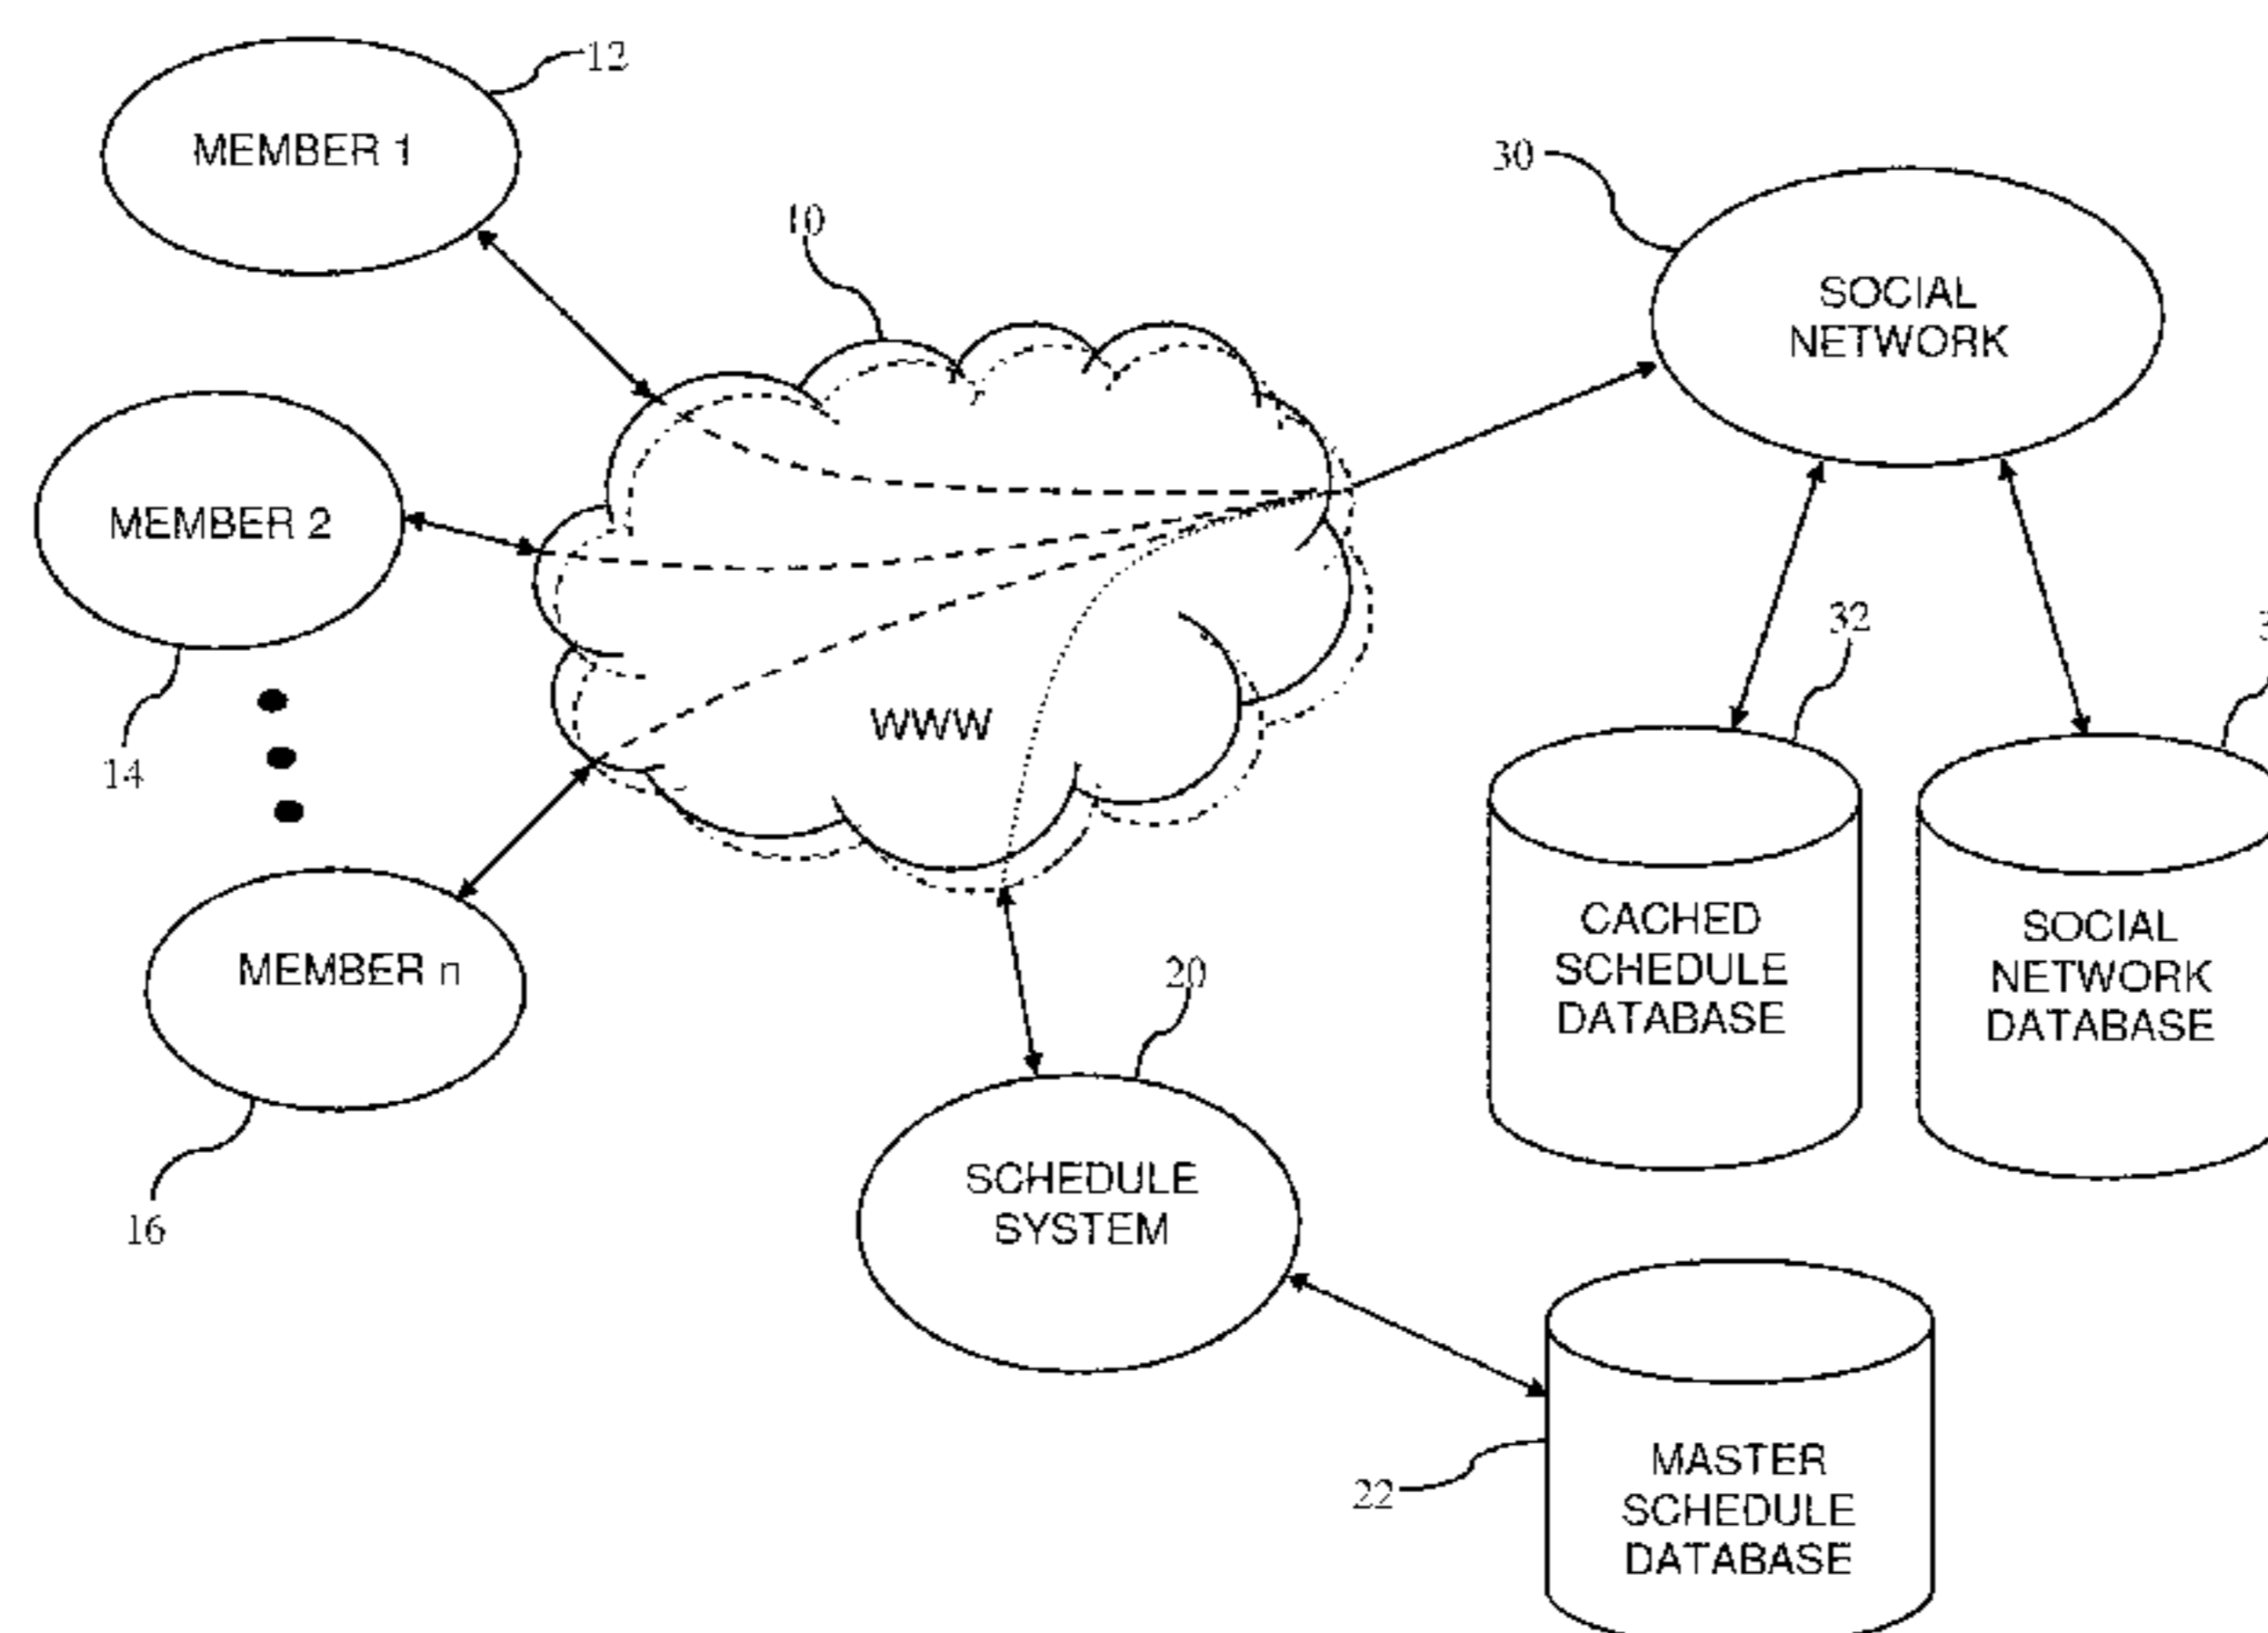 12
MEMBER 1
10
30
SOCIAL
NETWORK
MEMBER 2
14
WWW
32
MEMBER n
16
20
CACHED
SCHEDULE
DATABASE
SOCIAL
NETWORK
DATABASE
SCHEDULE
SYSTEM
22
MASTER
SCHEDULE
DATABASE